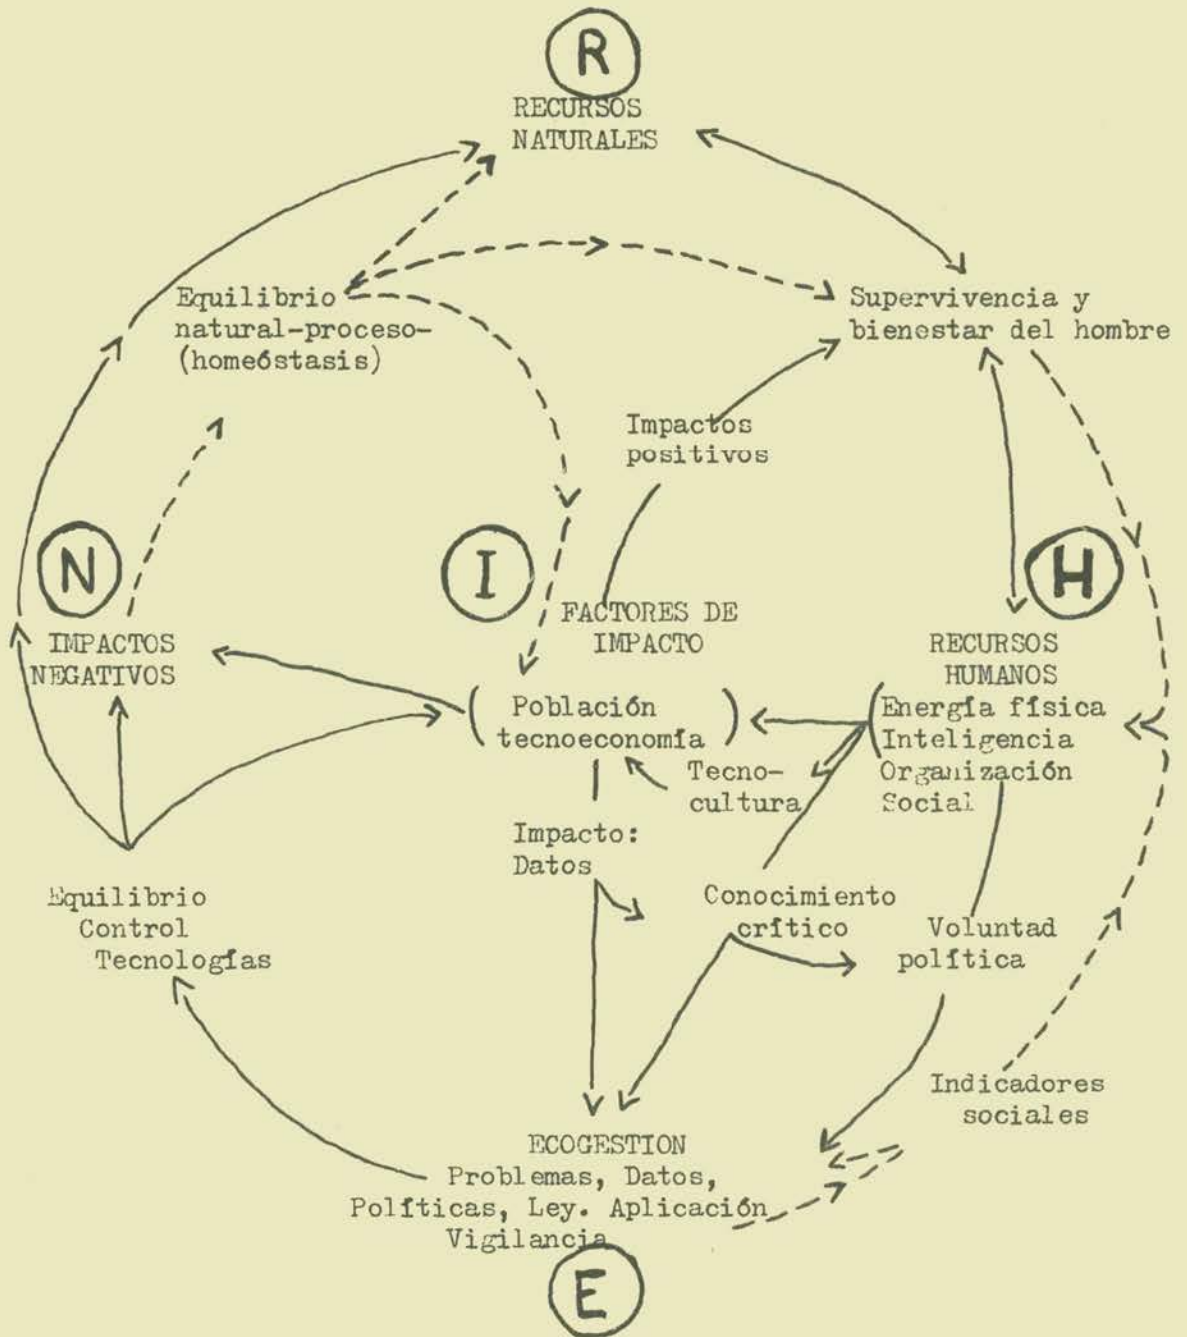 R
RECURSOS
NATURALES
Equilibrio
natural-proceso-
(homeóstasis)
Supervivencia y
bienestar del hombre
Impactos
positivos
N
IMPACTOS
NEGATIVOS
I
FACTORES DE
IMPACTO
( Población )
tecnoeconomía
H
RECURSOS
HUMANOS
(Energía física
Inteligencia
Organización
Social
Tecno-
cultura
Impacto:
Datos
Equilibrio
Control
Tecnologías
Conocimiento
crítico
Voluntad
política
Indicadores
sociales
ECOGESTION
Problemas, Datos,
Políticas, Ley. Aplicación
Vigilancia
E